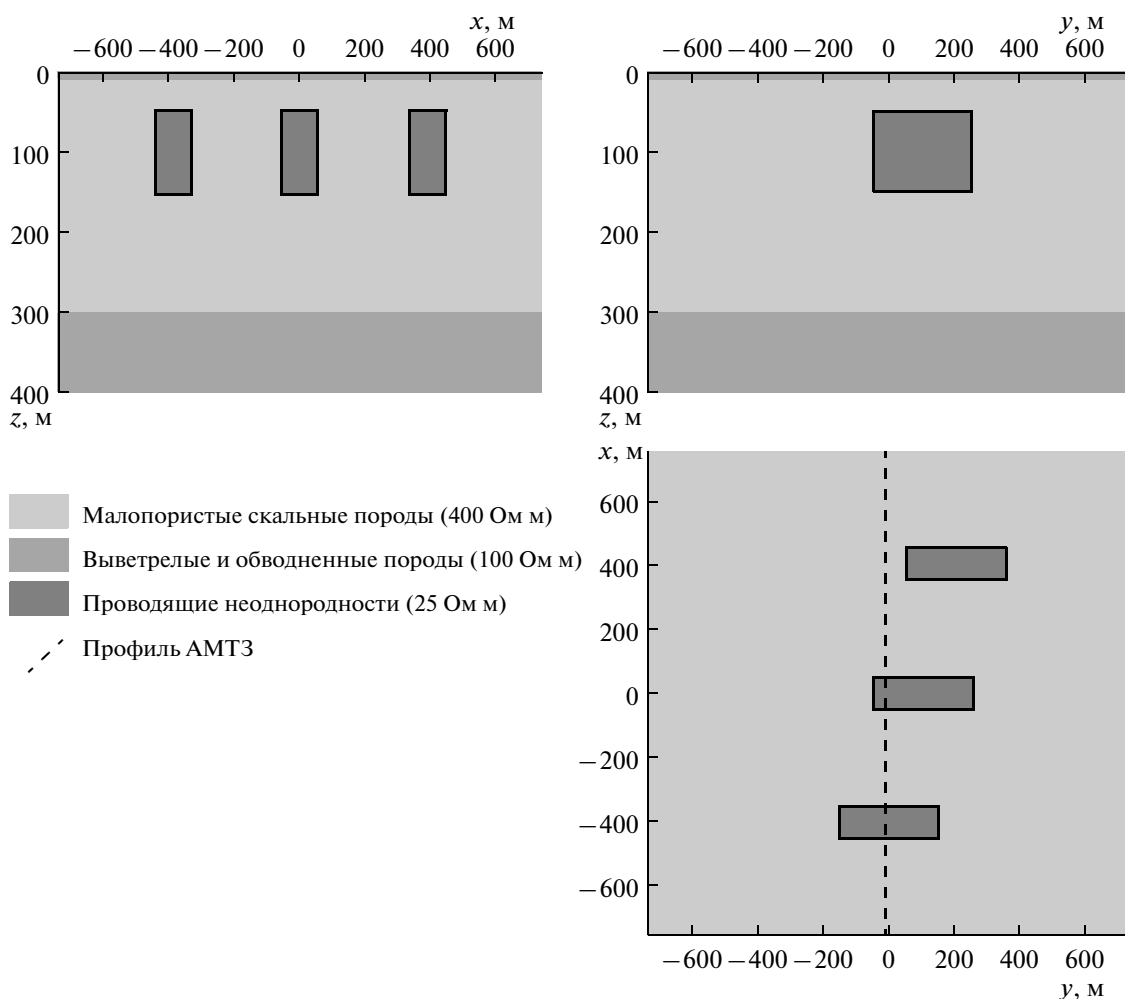 x, м
−600 −400 −200 0 200 400 600
0
100
200
300
400
z, м
y, м
−600 −400 −200 0 200 400 600
0
100
200
300
400
z, м
Малопористые скальные породы (400 Ом м)
Выветрелые и обводненные породы (100 Ом м)
Проводящие неоднородности (25 Ом м)
Профиль АМТЗ
x, м
600
400
200
0
−200
−400
−600
−600 −400 −200 0 200 400 600
y, м